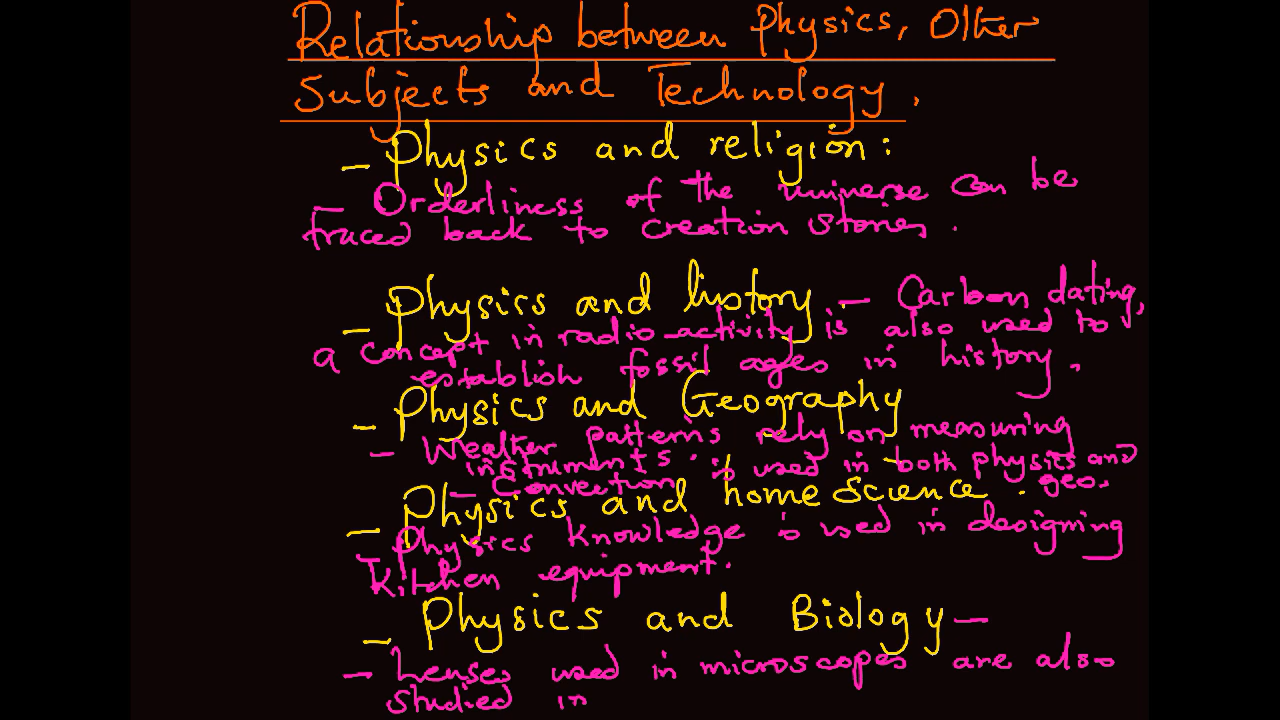 Relationship between Physics, Other
Subjects and Technology.
- Physics and religion:
- Orderliness of the universe can be
traced back to creation stories.
- Physics and history. - Carbon dating,
a concept in radio-activity is also used to
establish fossil ages in history.
- Physics and Geography
- Weather patterns rely on measuring
instruments. is used in both physics and
- Convection geo.
- Physics and home science.
- Physics knowledge is used in designing
kitchen equipment.
- Physics and Biology -
- Lenses used in microscopes are also
studied in